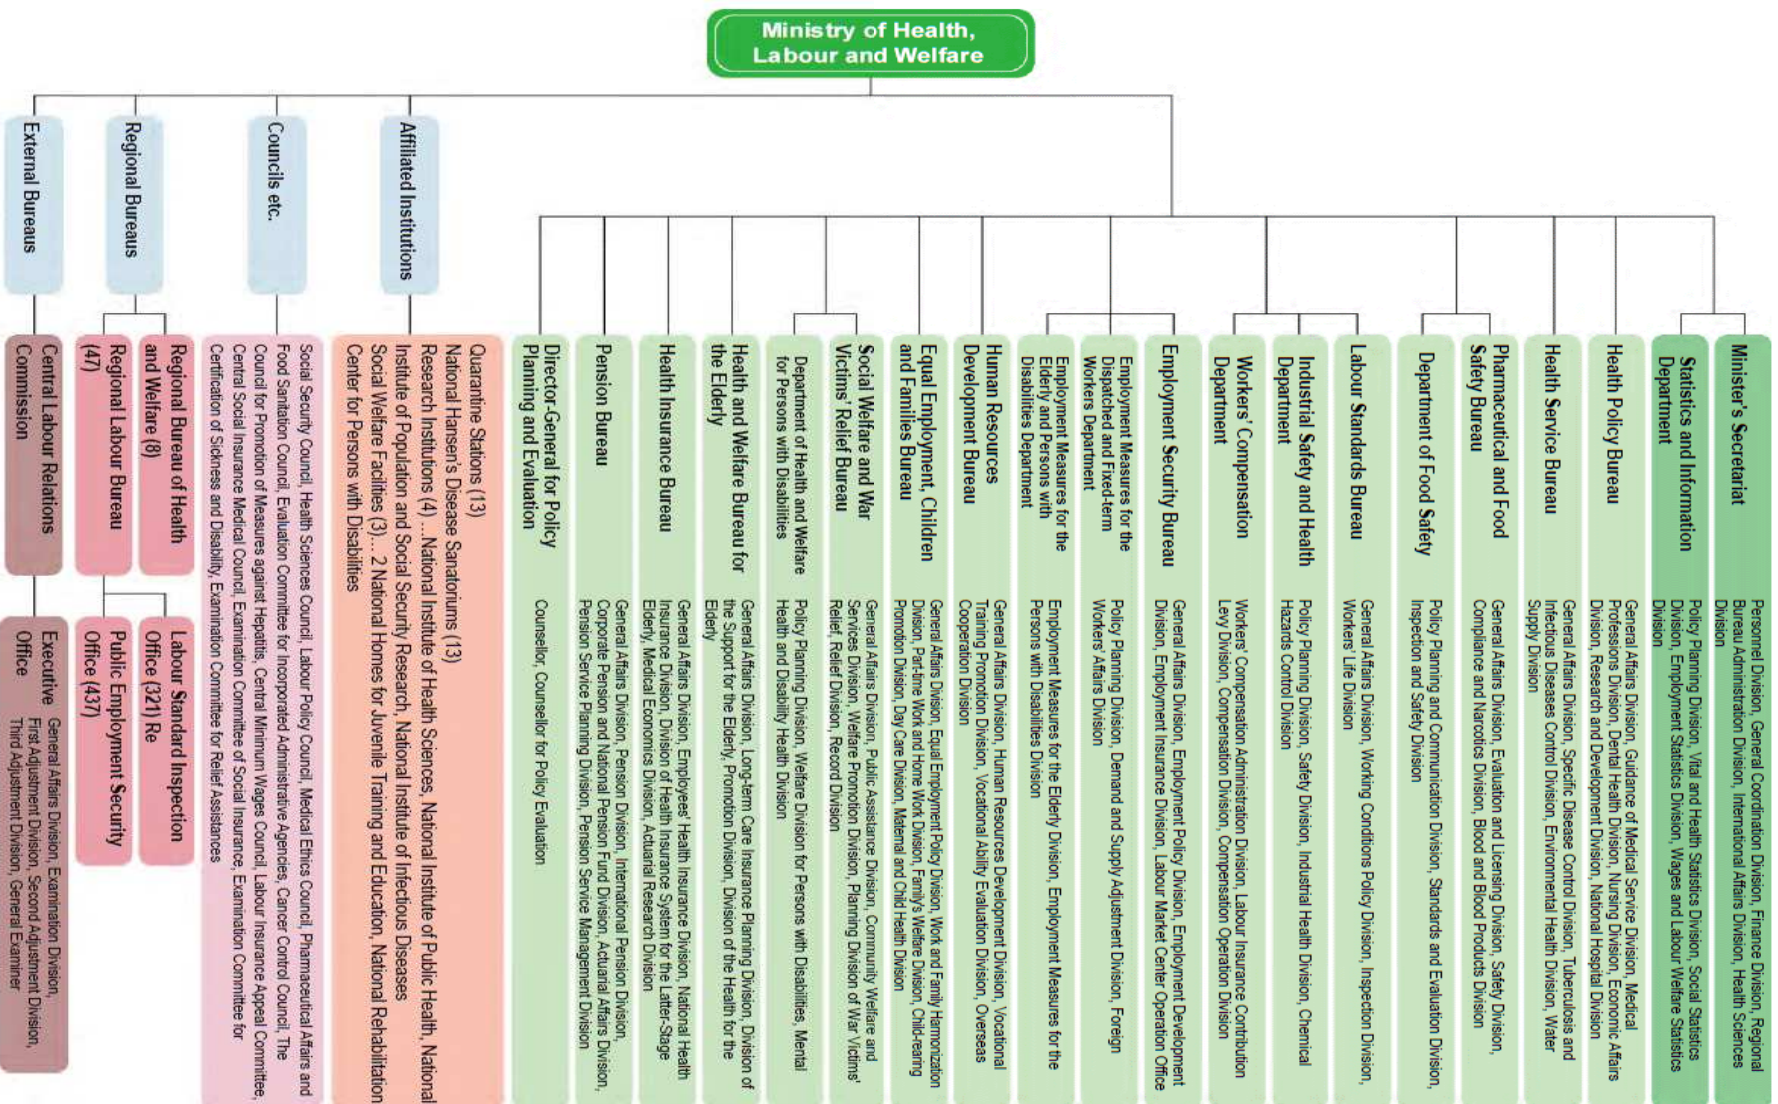 Ministry of Health,
Labour and Welfare
Minister's Secretariat
Personnel Division, General Coordination Division, Finance Division, Regional
Bureau Administration Division, International Affairs Division, Health Sciences
Division
Statistics and Information
Department
Policy Planning Division, Vital and Health Statistics Division, Social Statistics
Division, Employment Statistics Division, Wages and Labour Welfare Statistics
Division
Health Policy Bureau
General Affairs Division, Guidance of Medical Service Division, Medical
Professions Division, Dental Health Division, Nursing Division, Economic Affairs
Division, Research and Development Division, National Hospital Division
Health Service Bureau
General Affairs Division, Specific Disease Control Division, Tuberculosis and
Infectious Diseases Control Division, Environmental Health Division, Water
Supply Division
Pharmaceutical and Food
Safety Bureau
General Affairs Division, Evaluation and Licensing Division, Safety Division,
Compliance and Narcotics Division, Blood and Blood Products Division
Department of Food Safety
Policy Planning and Communication Division, Standards and Evaluation Division,
Inspection and Safety Division
Labour Standards Bureau
General Affairs Division, Working Conditions Policy Division, Inspection Division,
Workers' Life Division
Industrial Safety and Health
Department
Policy Planning Division, Safety Division, Industrial Health Division, Chemical
Hazards Control Division
Workers' Compensation
Department
Workers' Compensation Administration Division, Labour Insurance Contribution
Levy Division, Compensation Division, Compensation Operation Division
Employment Security Bureau
General Affairs Division, Employment Policy Division, Employment Development
Division, Employment Insurance Division, Labour Market Center Operation Office
Employment Measures for the
Dispatched and Fixed-term
Workers Department
Policy Planning Division, Demand and Supply Adjustment Division, Foreign
Workers' Affairs Division
Employment Measures for the
Elderly and Persons with
Disabilities Department
Employment Measures for the Elderly Division, Employment Measures for the
Persons with Disabilities Division
Human Resources
Development Bureau
General Affairs Division, Human Resources Development Division, Vocational
Training Promotion Division, Vocational Ability Evaluation Division, Overseas
Cooperation Division
Equal Employment, Children
and Families Bureau
General Affairs Division, Equal Employment Policy Division, Work and Family Harmonization
Division, Part-time Work and Home Work Division, Family's Welfare Division, Child-rearing
Promotion Division, Day Care Division, Maternal and Child Health Division
Social Welfare and War
Victims' Relief Bureau
General Affairs Division, Public Assistance Division, Community Welfare and
Services Division, Welfare Promotion Division, Planning Division of War Victims'
Relief, Relief Division, Record Division
Department of Health and Welfare
for Persons with Disabilities
Policy Planning Division, Welfare Division for Persons with Disabilities, Mental
Health and Disability Health Division
Health and Welfare Bureau for
the Elderly
General Affairs Division, Long-term Care Insurance Planning Division, Division of
the Support for the Elderly, Promotion Division, Division of the Health for the
Elderly
Health Insurance Bureau
General Affairs Division, Employees' Health Insurance Division, National Health
Insurance Division, Division of Health Insurance System for the Latter-Stage
Elderly, Medical Economics Division, Actuarial Research Division
Pension Bureau
General Affairs Division, Pension Division, International Pension Division,
Corporate Pension and National Pension Fund Division, Actuarial Affairs Division,
Pension Service Planning Division, Pension Service Management Division
Director-General for Policy
Planning and Evaluation
Counsellor, Counsellor for Policy Evaluation
Affiliated Institutions
Quarantine Stations (13)
National Hansen's Disease Sanatoriums (13)
Research Institutions (4) ...National Institute of Health Sciences, National Institute of Public Health, National
Institute of Population and Social Security Research, National Institute of Infectious Diseases
Social Welfare Facilities (3)... 2 National Homes for Juvenile Training and Education, National Rehabilitation
Center for Persons with Disabilities
Councils etc.
Social Security Council, Health Sciences Council, Labour Policy Council, Medical Ethics Council, Pharmaceutical Affairs and
Food Sanitation Council, Evaluation Committee for Incorporated Administrative Agencies, Cancer Control Council, The
Council for Promotion of Measures against Hepatitis, Central Minimum Wages Council, Labour Insurance Appeal Committee,
Central Social Insurance Medical Council, Examination Committee of Social Insurance, Examination Committee for
Certification of Sickness and Disability, Examination Committee for Relief Assistances
Regional Bureaus
Regional Bureau of Health
and Welfare (8)
Regional Labour Bureau
(47)
Labour Standard Inspection
Office (321) Re
Public Employment Security
Office (437)
External Bureaus
Central Labour Relations
Commission
Executive
Office
General Affairs Division, Examination Division,
First Adjustment Division, Second Adjustment Division,
Third Adjustment Division, General Examiner